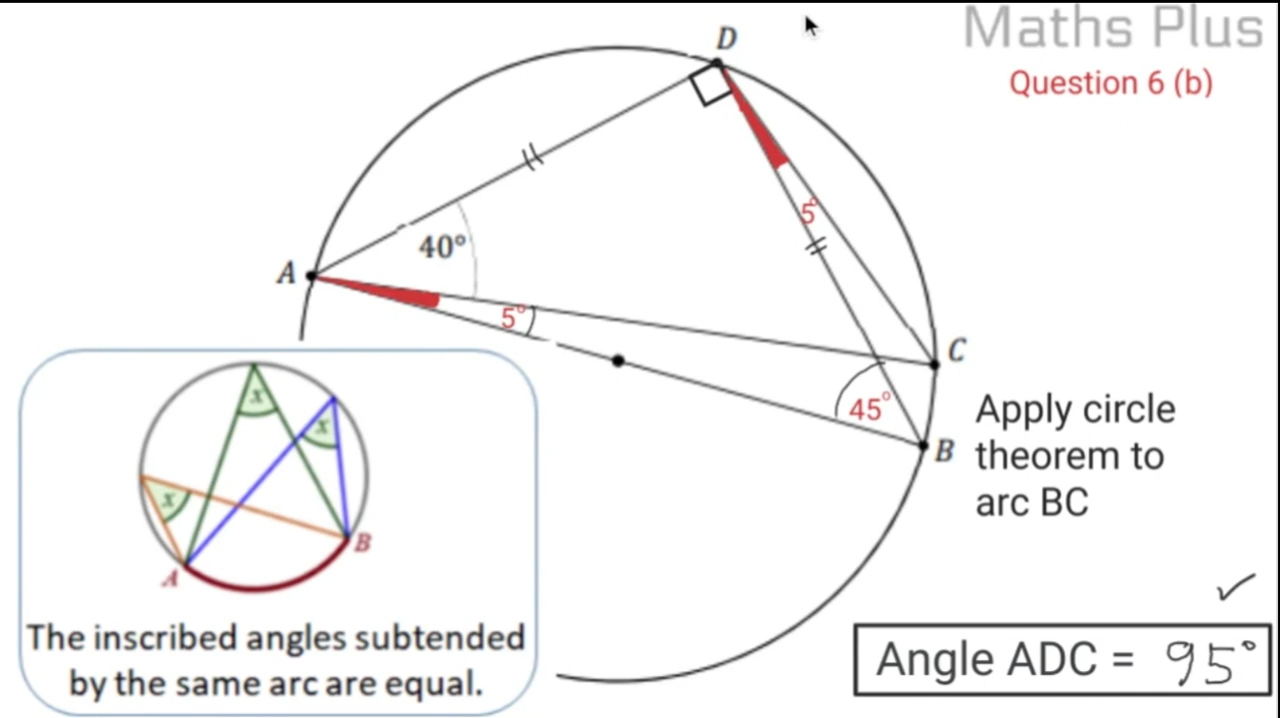 Maths Plus
Question 6 (b)
D
A
40°
5°
5°
C
45°
B
Apply circle
theorem to
arc BC
x
x
x
A
B
The inscribed angles subtended
by the same arc are equal.
Angle ADC = 95°